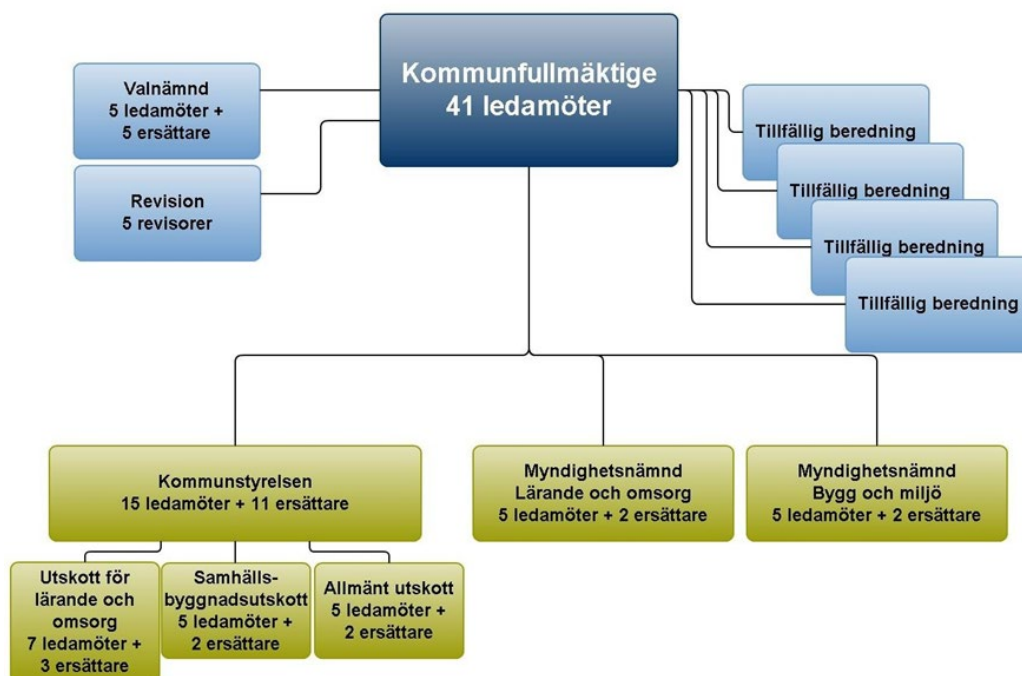 Kommunfullmäktige
41 ledamöter
Valnämnd
5 ledamöter +
5 ersättare
Revision
5 revisorer
Tillfällig beredning
Tillfällig beredning
Tillfällig beredning
Tillfällig beredning
Kommunstyrelsen
15 ledamöter + 11 ersättare
Myndighetsnämnd
Lärande och omsorg
5 ledamöter + 2 ersättare
Myndighetsnämnd
Bygg och miljö
5 ledamöter + 2 ersättare
Utskott för
lärande och
omsorg
7 ledamöter +
3 ersättare
Samhälls-
byggnadsutskott
5 ledamöter +
2 ersättare
Allmänt utskott
5 ledamöter +
2 ersättare